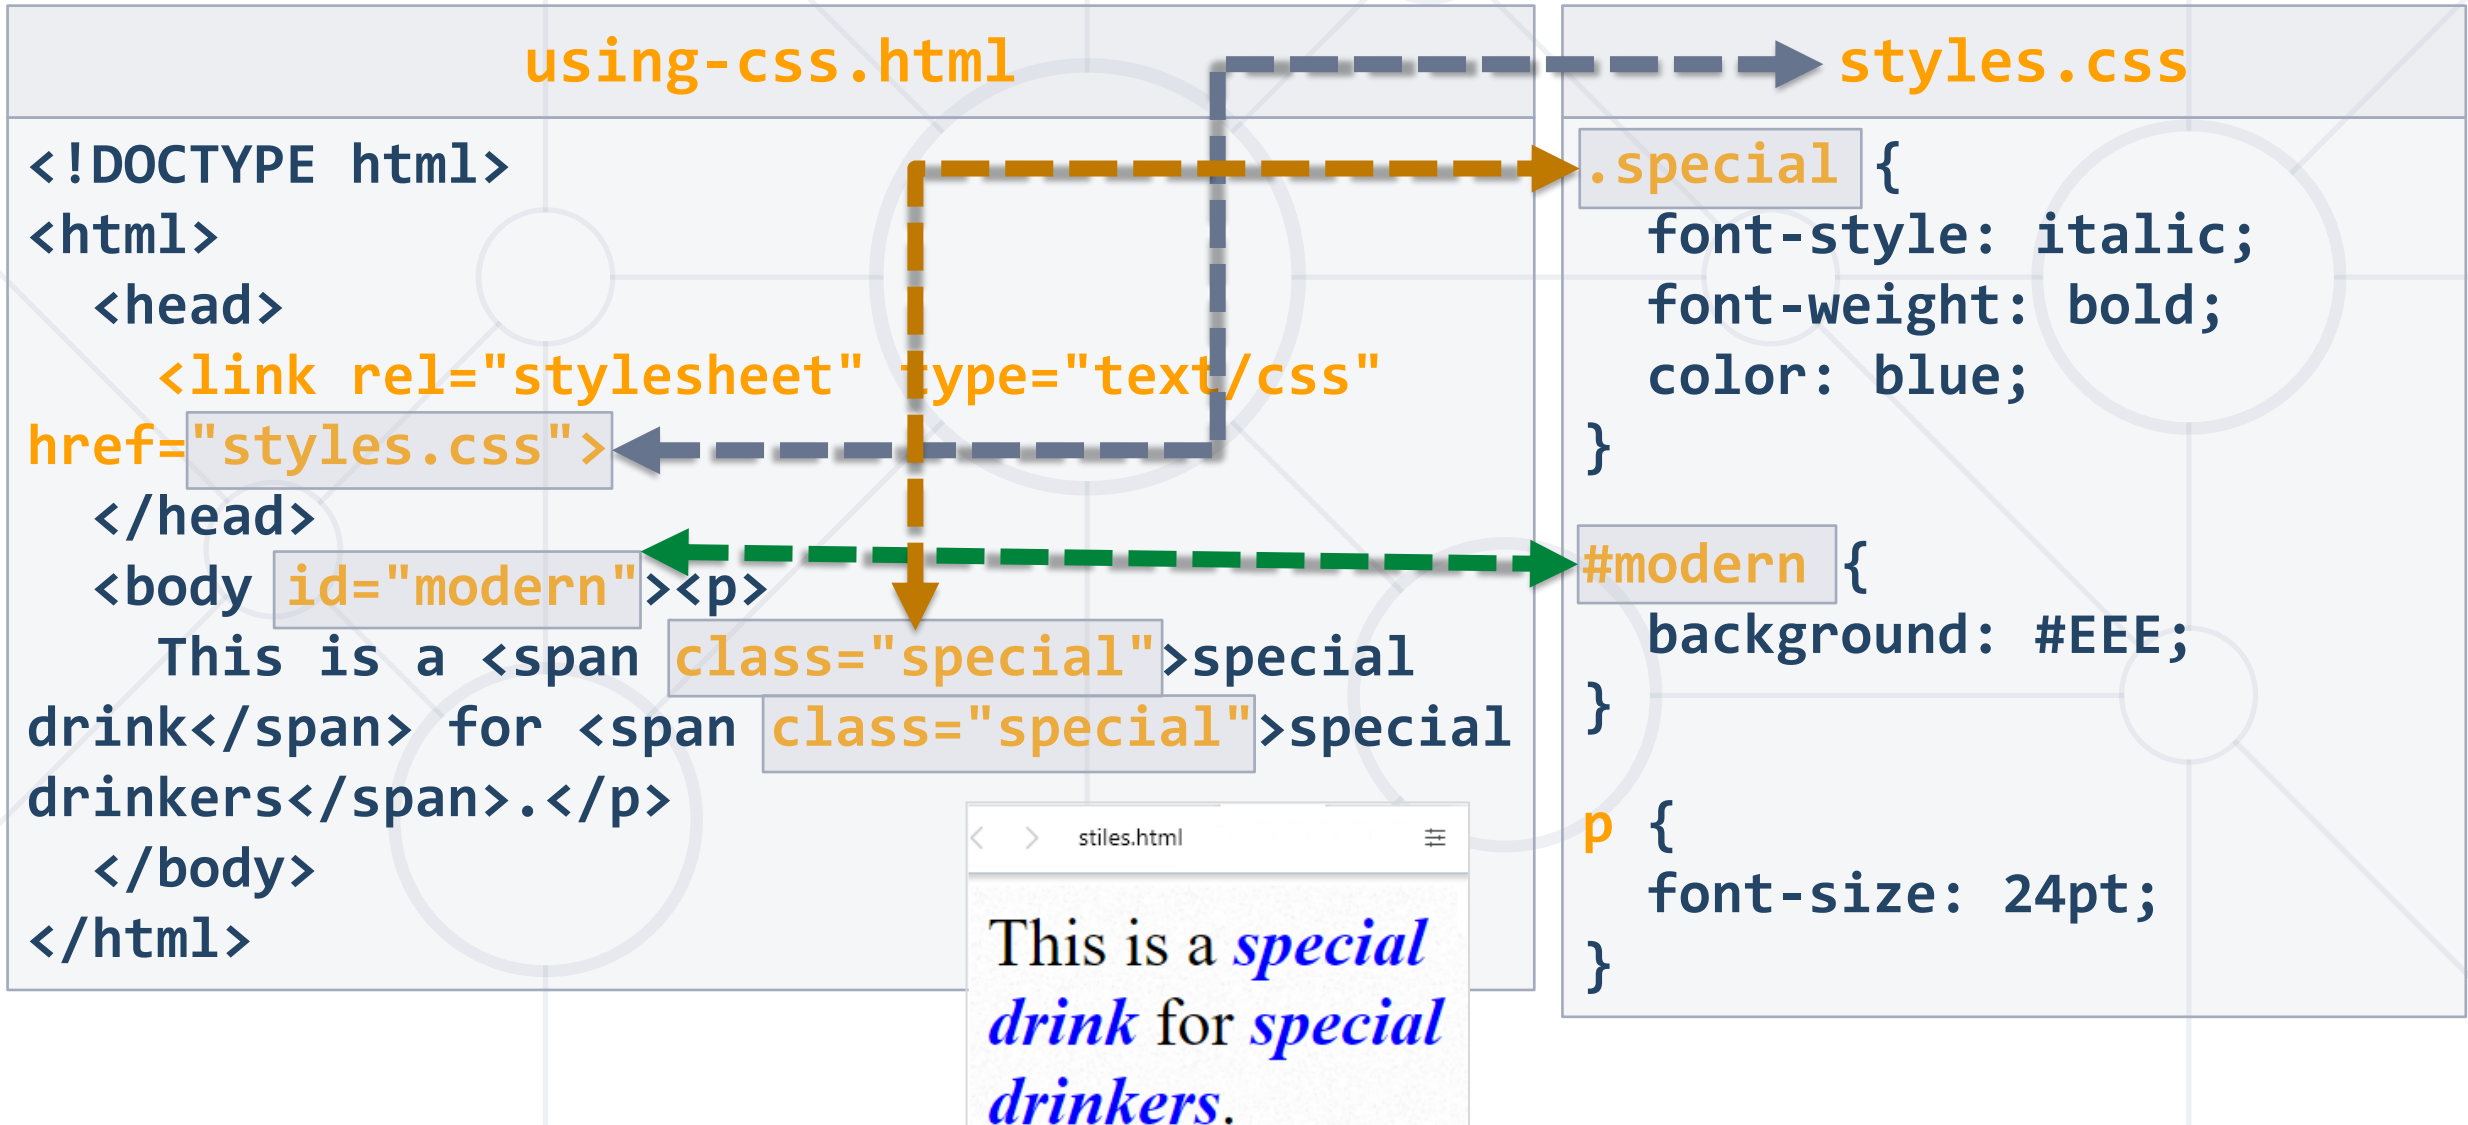 using-css.html
<!DOCTYPE html>
<html>
<head>
<link rel="stylesheet" type="text/css"
href="styles.css">
</head>
<body id="modern"><p>
This is a <span class="special">special
drink</span> for <span class="special">special
drinkers</span>.</p>
</body>
</html>
styles.css
.special {
font-style: italic;
font-weight: bold;
color: blue;
}
#modern {
background: #EEE;
}
p {
font-size: 24pt;
}
stiles.html
This is a special
drink for special
drinkers.